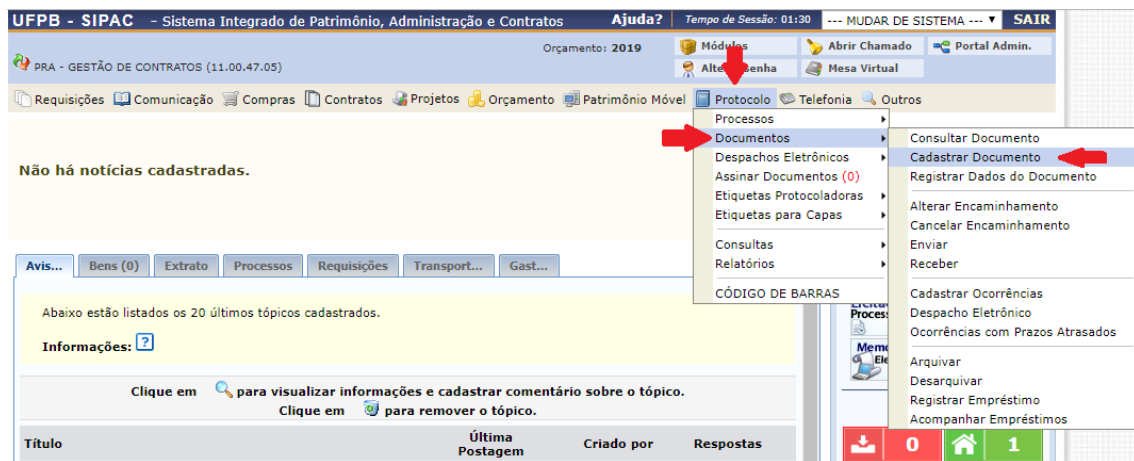 UFPB - SIPAC - Sistema Integrado de Patrimônio, Administração e Contratos Ajuda? Tempo de Sessão: 01:30 --- MUDAR DE SISTEMA --- SAIR
Orçamento: 2019 Módulos Abrir Chamado Portal Admin.
PRA - GESTÃO DE CONTRATOS (11.00.47.05) Mesa Virtual
Requisições Comunicação Compras Contratos Projetos Orçamento Patrimônio Móvel Protocolo Telefonia Outros
Processos
Documentos
Despachos Eletrônicos
Assinar Documentos (0)
Etiquetas Protocoladoras
Etiquetas para Capas
Consultas
Relatórios
CÓDIGO DE BARRAS
Consultar Documento
Cadastrar Documento
Registrar Dados do Documento
Alterar Encaminhamento
Cancelar Encaminhamento
Enviar
Receber
Cadastrar Ocorrências
Despacho Eletrônico
Ocorrências com Prazos Atrasados
Arquivar
Desarquivar
Registrar Empréstimo
Acompanhar Empréstimos
Não há notícias cadastradas.
Avis... Bens (0) Extrato Processos Requisições Transport... Gast...
Abaixo estão listados os 20 últimos tópicos cadastrados.
Informações: ?
Clique em para visualizar informações e cadastrar comentário sobre o tópico.
Clique em para remover o tópico.
Título Última Postagem Criado por Respostas
0 1